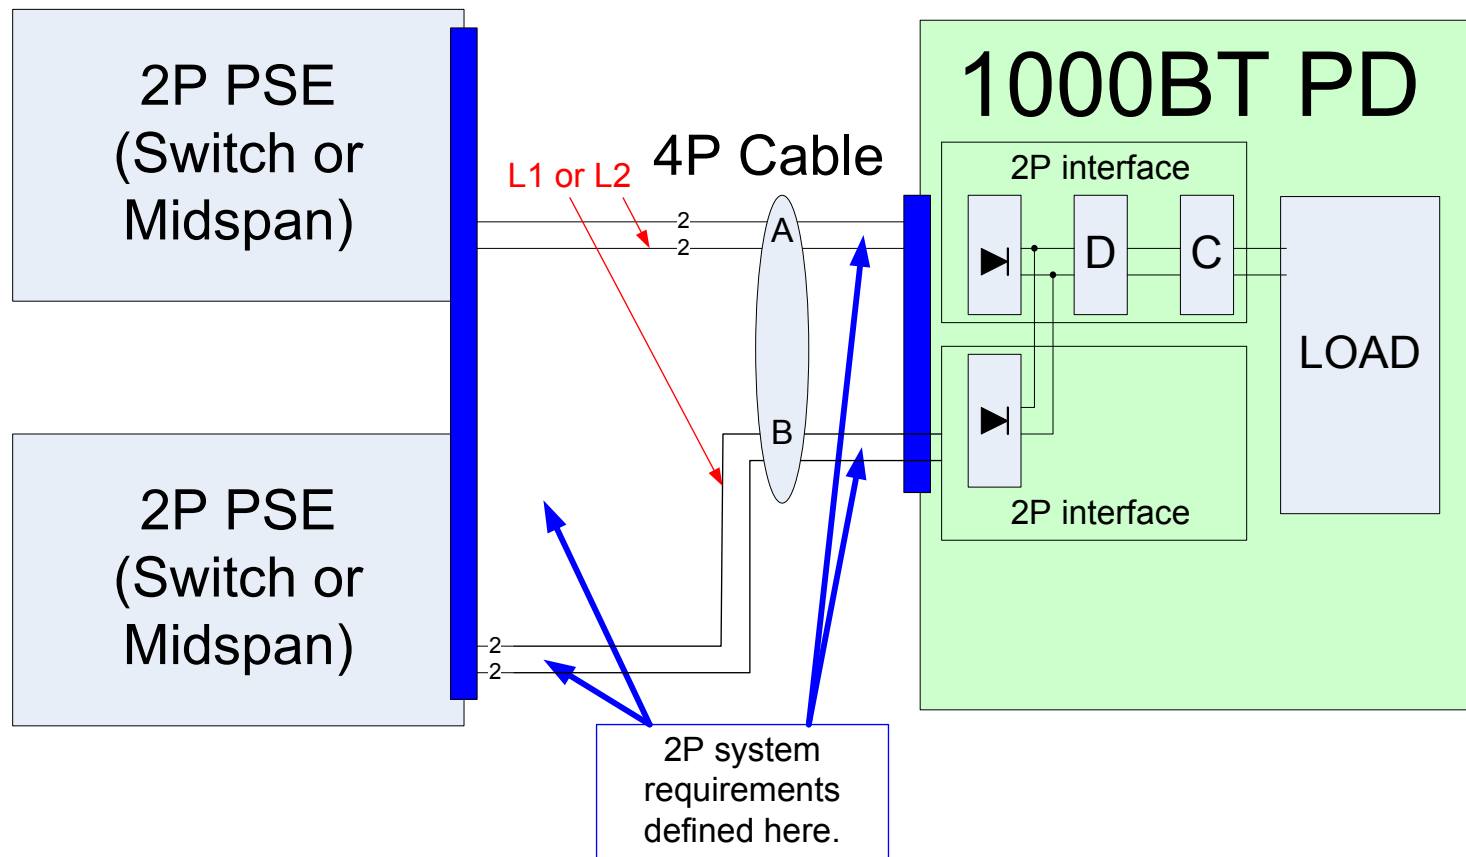 2P PSE
(Switch or
Midspan)
2P PSE
(Switch or
Midspan)
L1 or L2
4P Cable
2
2
A
B
2
2
1000BT PD
2P interface
D
C
LOAD
2P interface
2P system
requirements
defined here.